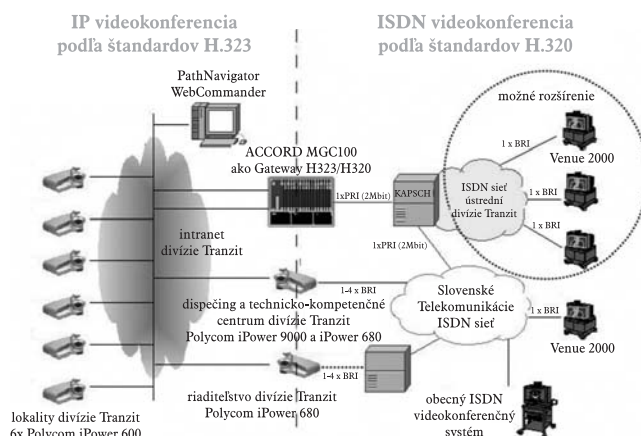 IP videokonferencia
podľa štandardov H.323
ISDN videokonferencia
podľa štandardov H.320
PathNavigator
WebCommander
možné rozšírenie
ACCORD MGC100
ako Gateway H323/H320
1 x BRI
Venue 2000
1xPRI (2Mbit)
KAPSCH
ISDN sieť
ústrední
divízie Tranzit
1 x BRI
1 x BRI
intranet
divízie Tranzit
1xPRI (2Mbit)
1-4 x BRI
dispečing a technicko-kompetenčné
centrum divízie Tranzit
Polycom iPower 9000 a iPower 680
Slovenské
Telekomunikácie
ISDN sieť
1 x BRI
Venue 2000
1-4 x BRI
riaditeľstvo divízie Tranzit
Polycom iPower 680
obecný ISDN
videokonferenčný
systém
lokality divízie Tranzit
6x Polycom iPower 600